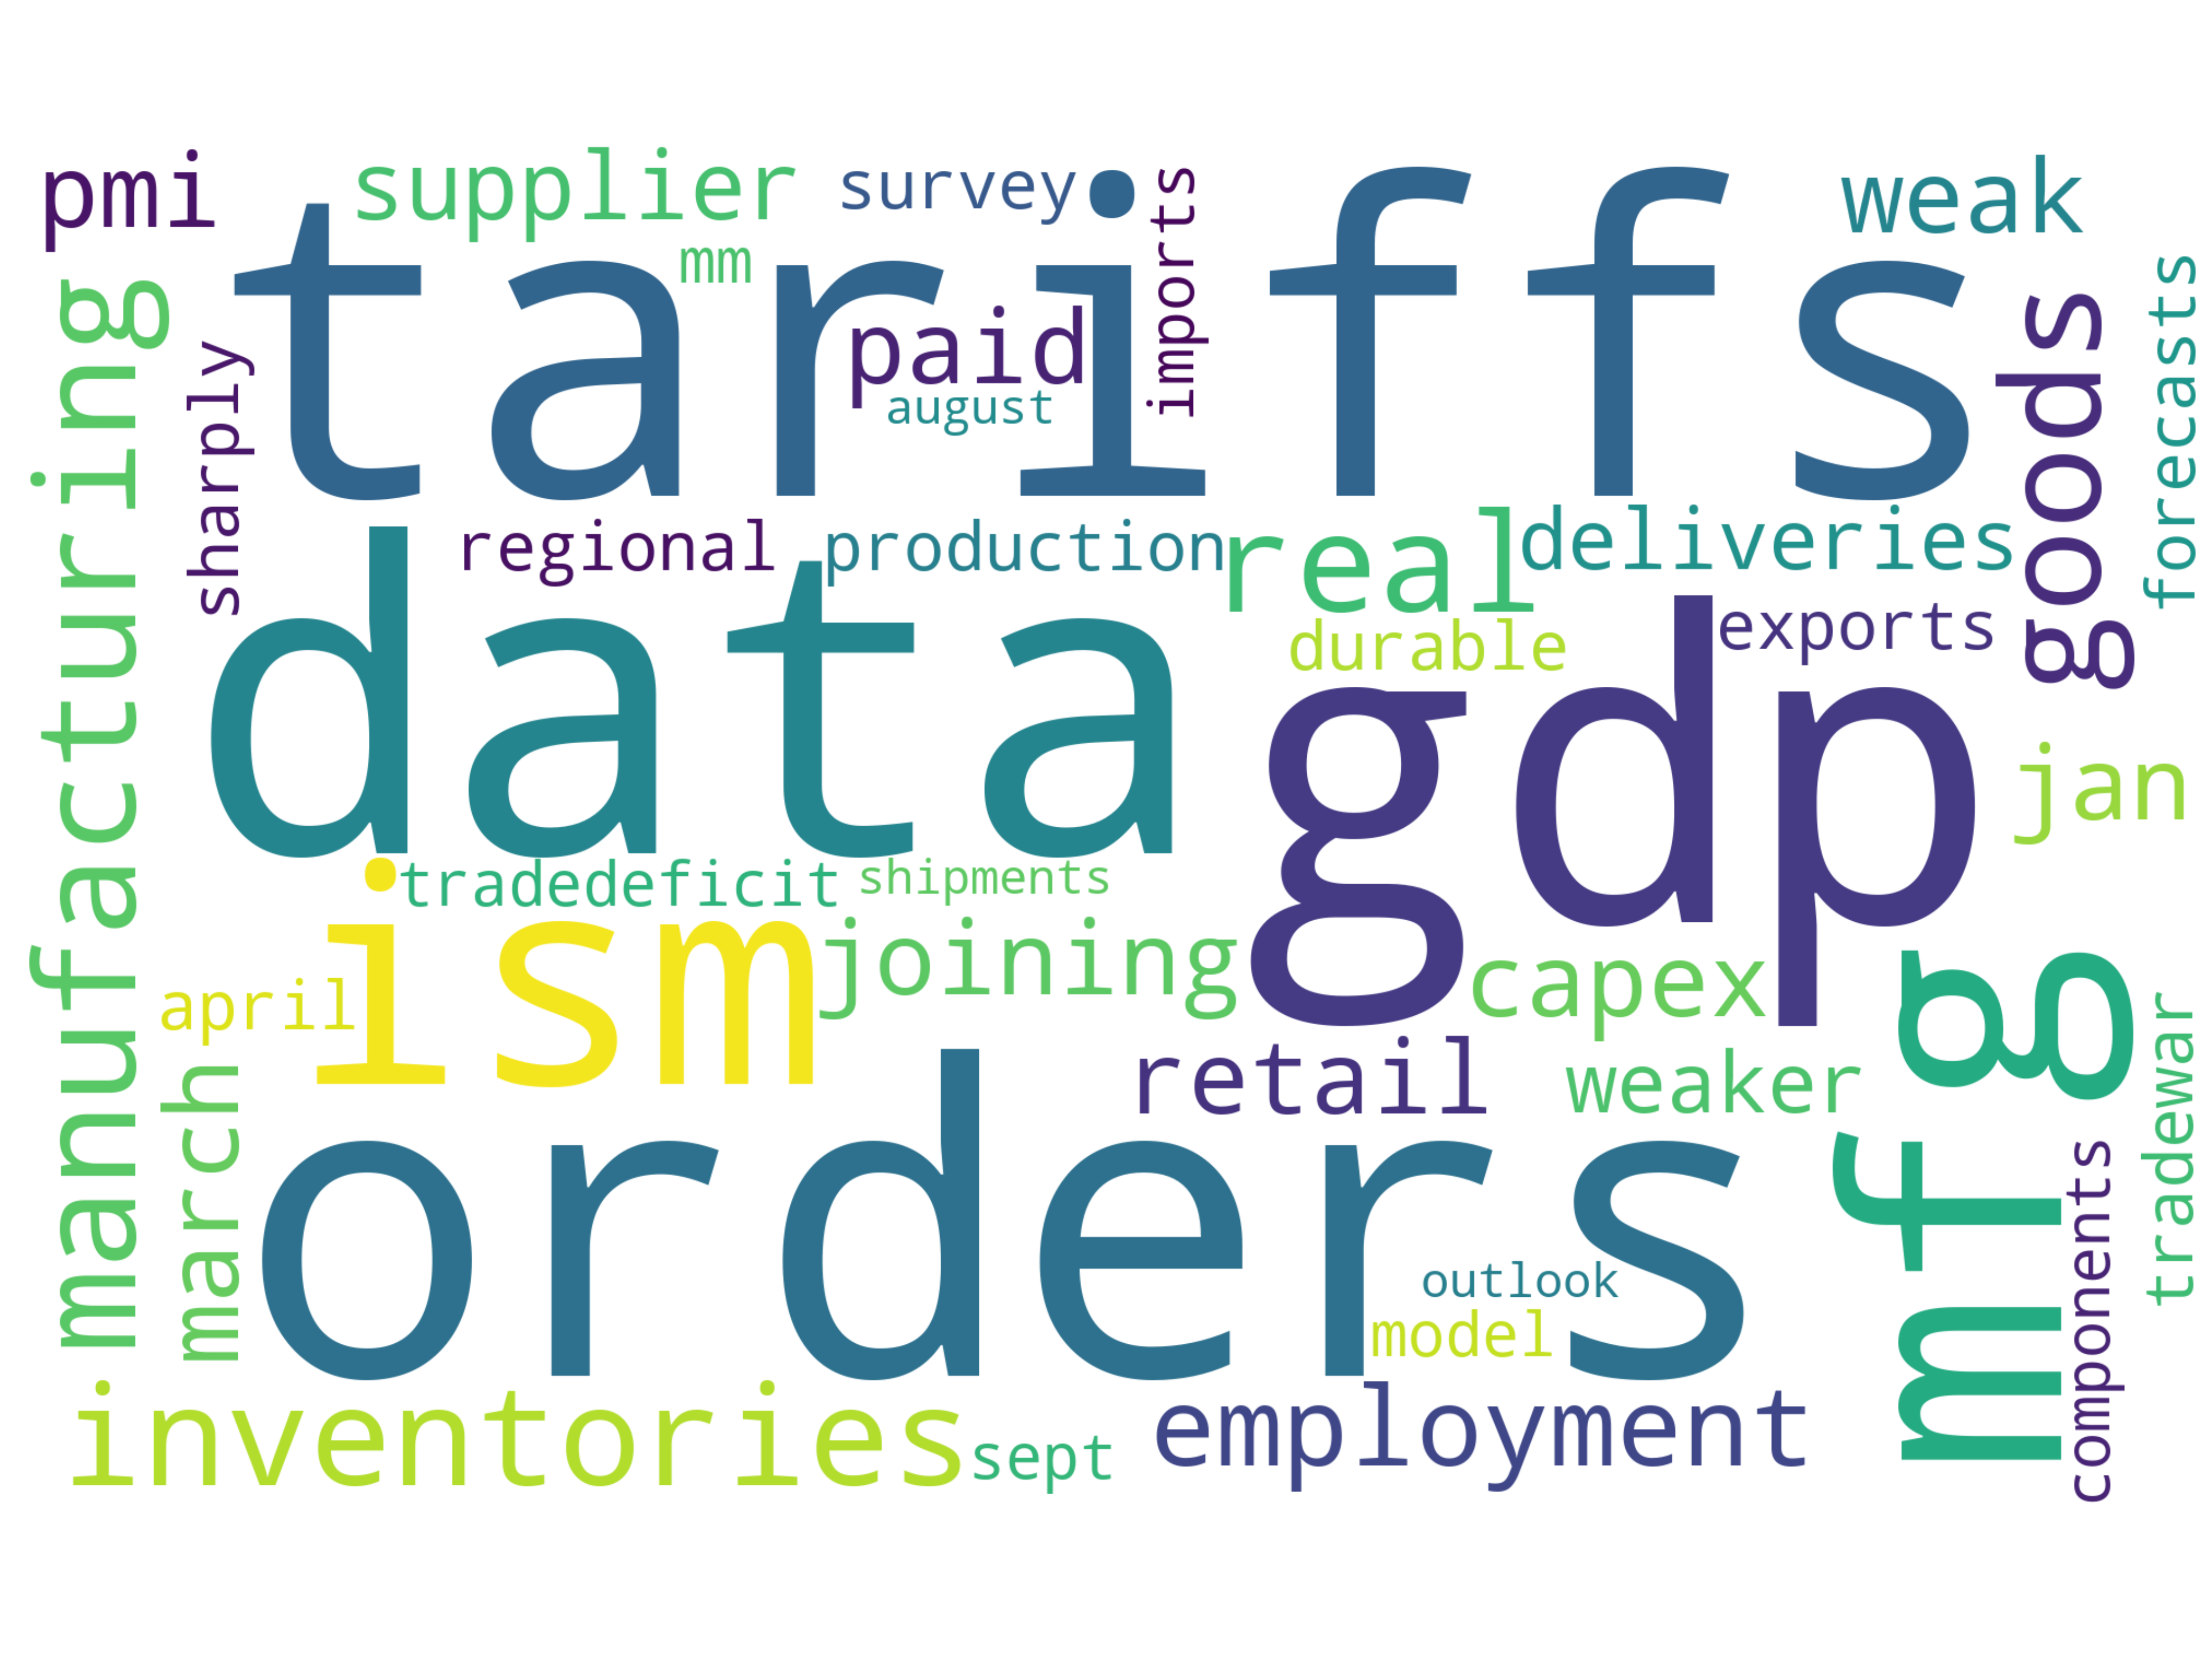 pmi
supplier
survey
imports
weak
mm
tariffs
paid
august
sharply
manufacturing
goods
forecasts
regional
production
real
deliveries
durable
exports
data
gdp
jan
tradedeficit
shipments
ism
joining
capex
april
mfg
tradewar
march
retail
weaker
orders
outlook
model
components
inventories
sept
employment